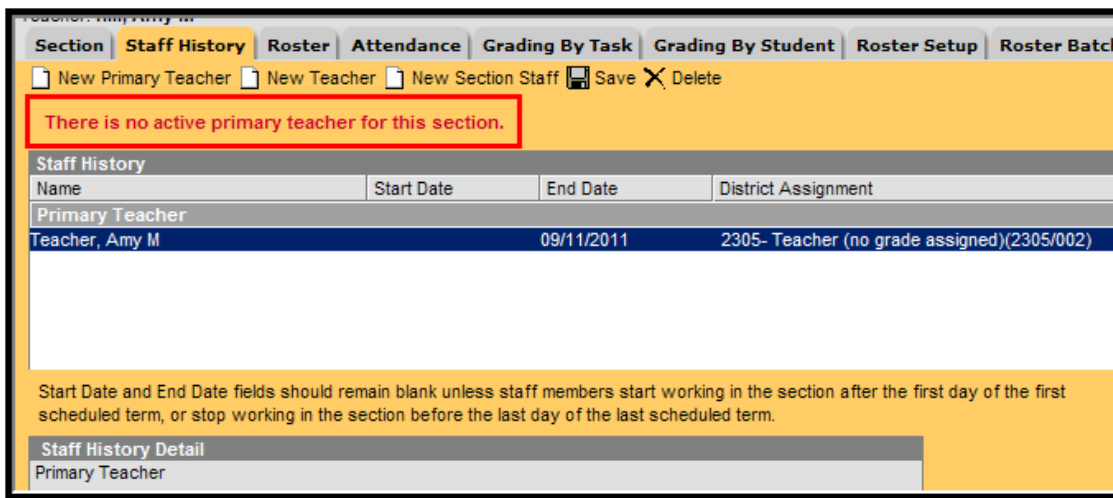 Section Staff History Roster Attendance Grading By Task Grading By Student Roster Setup Roster Batch
New Primary Teacher New Teacher New Section Staff Save Delete
There is no active primary teacher for this section.
Staff History
Name Start Date End Date District Assignment
Primary Teacher
Teacher, Amy M 09/11/2011 2305- Teacher (no grade assigned)(2305/002)
Start Date and End Date fields should remain blank unless staff members start working in the section after the first day of the first
scheduled term, or stop working in the section before the last day of the last scheduled term.
Staff History Detail
Primary Teacher